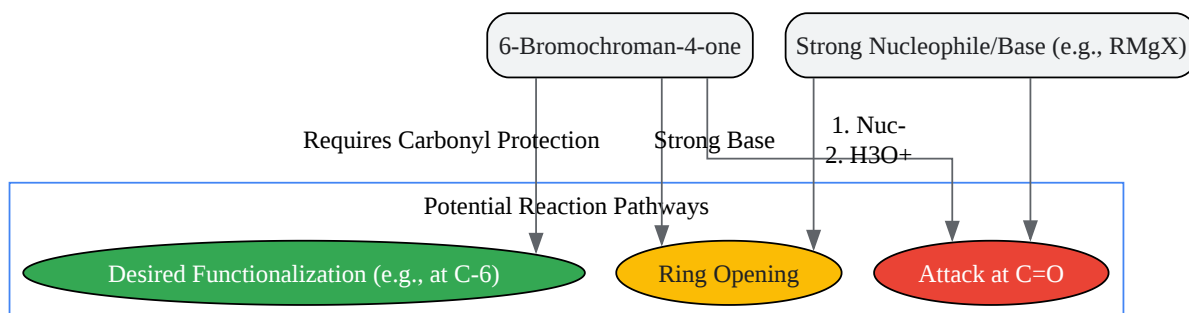 6-Bromochroman-4-one
Strong Nucleophile/Base (e.g., RMgX)
Requires Carbonyl Protection
Strong Base
1. Nuc-
2. H3O+
Potential Reaction Pathways
Desired Functionalization (e.g., at C-6)
Ring Opening
Attack at C=O